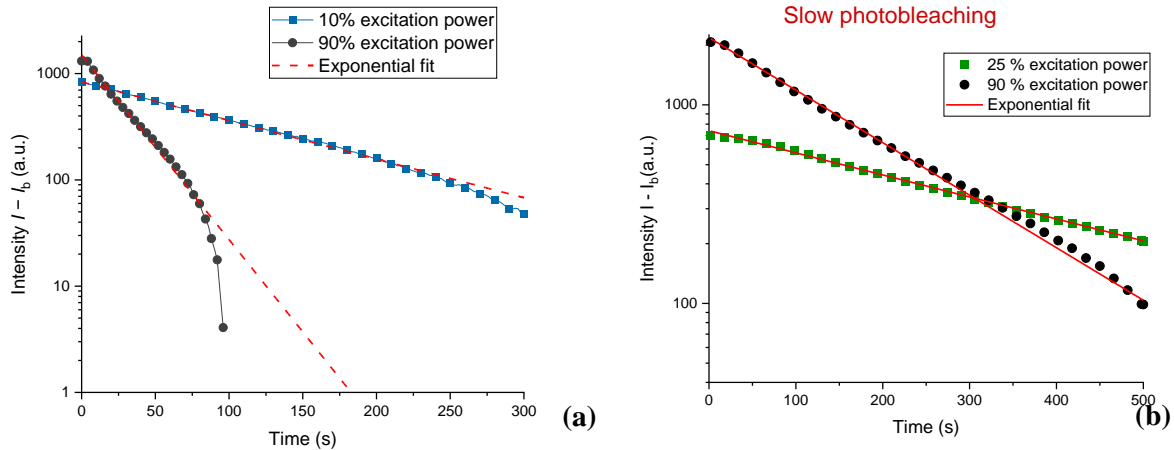 10% excitation power
90% excitation power
Exponential fit
Intensity I − I_b (a.u.)
1000
100
10
1
0
50
100
150
200
250
300
Time (s)
(a)
Slow photobleaching
25 % excitation power
90 % excitation power
Exponential fit
Intensity I - I_b(a.u.)
1000
100
0
100
200
300
400
500
Time (s)
(b)